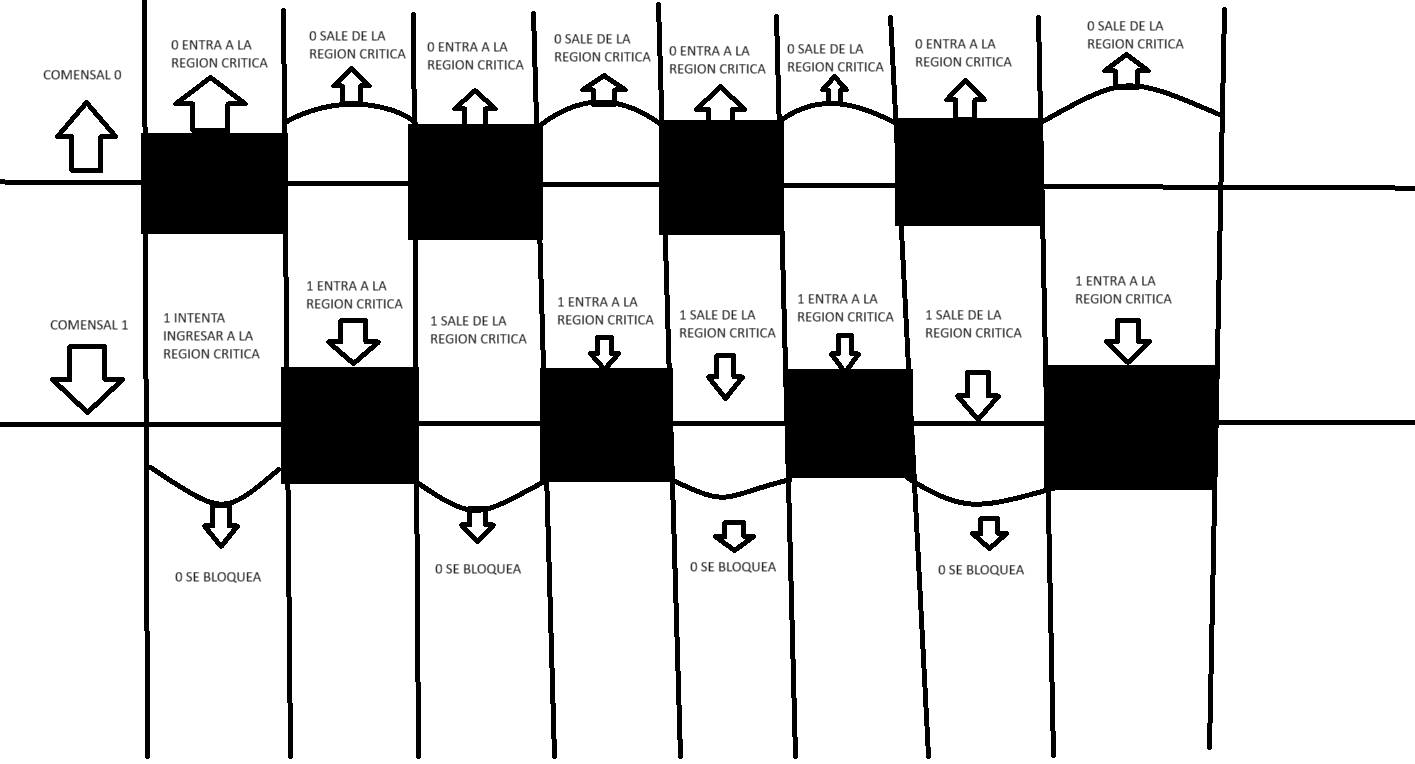 COMENSAL 0
0 ENTRA A LA
REGION CRITICA
0 SALE DE LA
REGION CRITICA
0 ENTRA A LA
REGION CRITICA
0 SALE DE LA
REGION CRITICA
0 ENTRA A LA
REGION CRITICA
0 SALE DE LA
REGION CRITICA
0 ENTRA A LA
REGION CRITICA
0 SALE DE LA
REGION CRITICA
COMENSAL 1
1 INTENTA
INGRESAR A LA
REGION CRITICA
1 ENTRA A LA
REGION CRITICA
1 SALE DE LA
REGION CRITICA
1 ENTRA A LA
REGION CRITICA
1 SALE DE LA
REGION CRITICA
1 ENTRA A LA
REGION CRITICA
1 SALE DE LA
REGION CRITICA
1 ENTRA A LA
REGION CRITICA
0 SE BLOQUEA
0 SE BLOQUEA
0 SE BLOQUEA
0 SE BLOQUEA